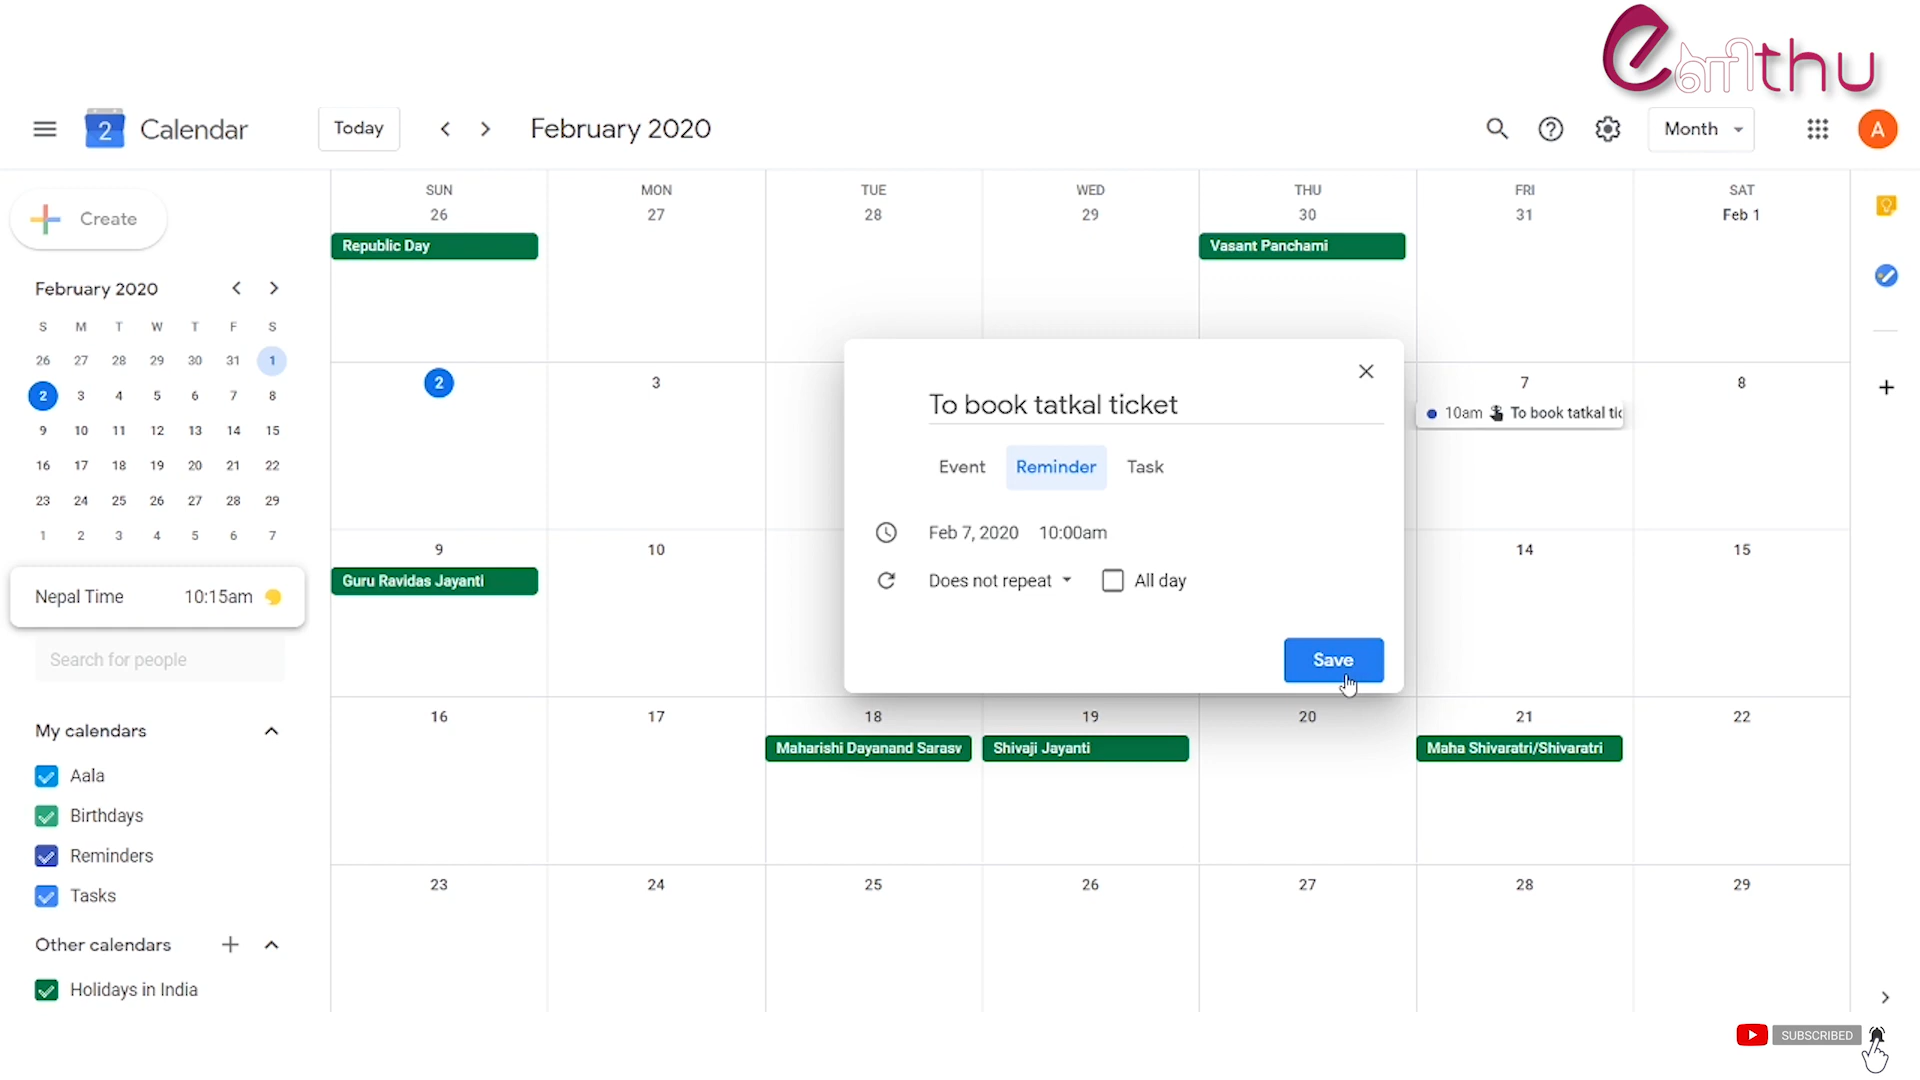 eளிthu
2 Calendar Today February 2020 Month A
Create
SUN MON TUE WED THU FRI SAT
26 27 28 29 30 31 Feb 1
Republic Day Vasant Panchami
February 2020
S M T W T F S
26 27 28 29 30 31 1
2 3 4 5 6 7 8
9 10 11 12 13 14 15
16 17 18 19 20 21 22
23 24 25 26 27 28 29
1 2 3 4 5 6 7
2 3 7 8
10am To book tatkal tic
To book tatkal ticket
Event Reminder Task
Feb 7, 2020 10:00am
Does not repeat All day
Save
9 10 14 15
Guru Ravidas Jayanti
Nepal Time 10:15am
Search for people
16 17 18 19 20 21 22
Maharishi Dayanand Sarasv Shivaji Jayanti Maha Shivaratri/Shivaratri
My calendars
Aala
Birthdays
Reminders
Tasks
23 24 25 26 27 28 29
Other calendars
Holidays in India
SUBSCRIBED